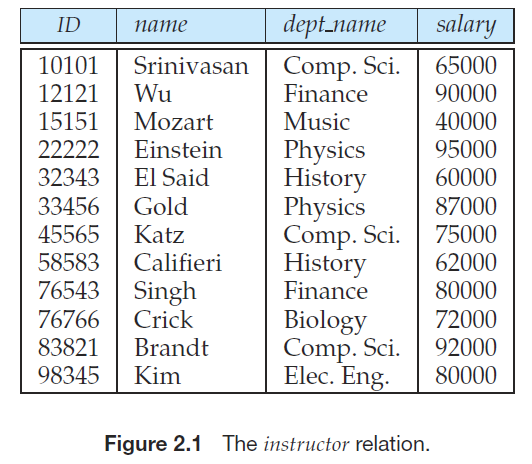 ID name dept_name salary
10101 Srinivasan Comp. Sci. 65000
12121 Wu Finance 90000
15151 Mozart Music 40000
22222 Einstein Physics 95000
32343 El Said History 60000
33456 Gold Physics 87000
45565 Katz Comp. Sci. 75000
58583 Califieri History 62000
76543 Singh Finance 80000
76766 Crick Biology 72000
83821 Brandt Comp. Sci. 92000
98345 Kim Elec. Eng. 80000
Figure 2.1 The instructor relation.